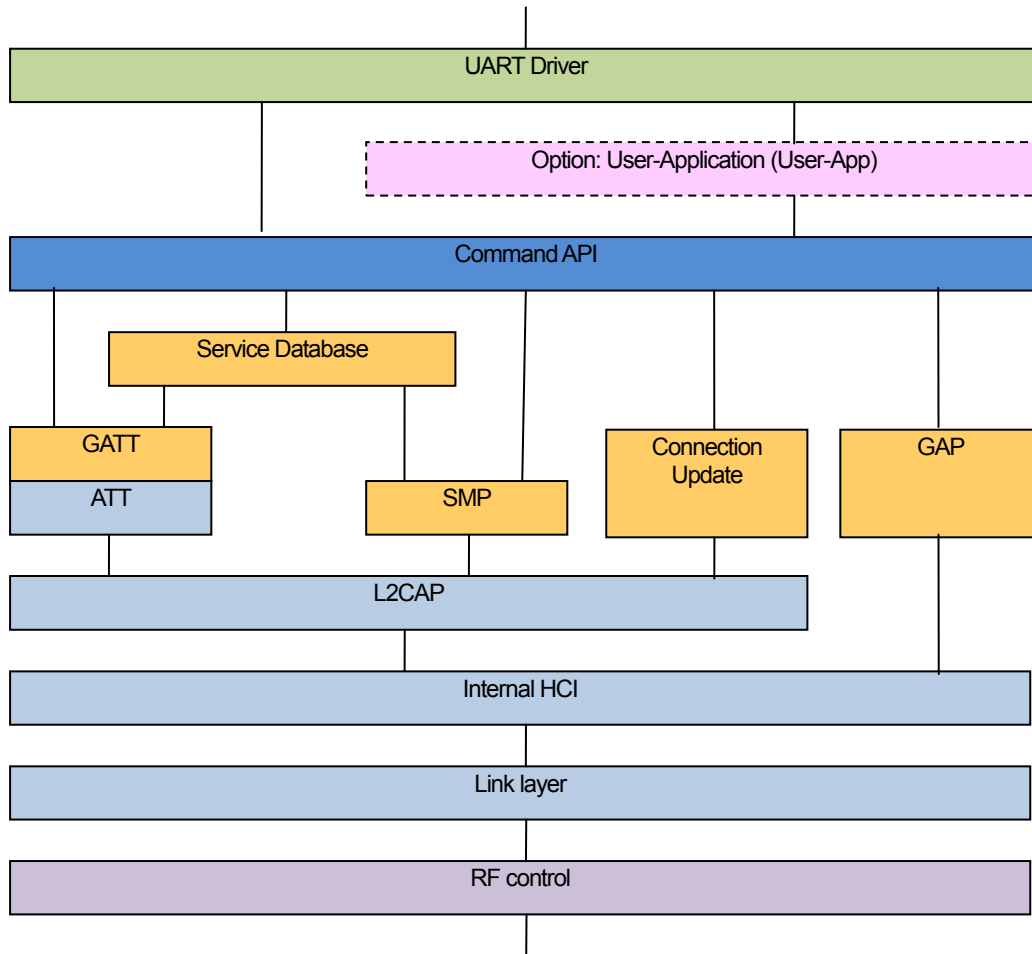 UART Driver
Option: User-Application (User-App)
Command API
Service Database
GATT
Connection
Update
GAP
ATT
SMP
L2CAP
Internal HCI
Link layer
RF control